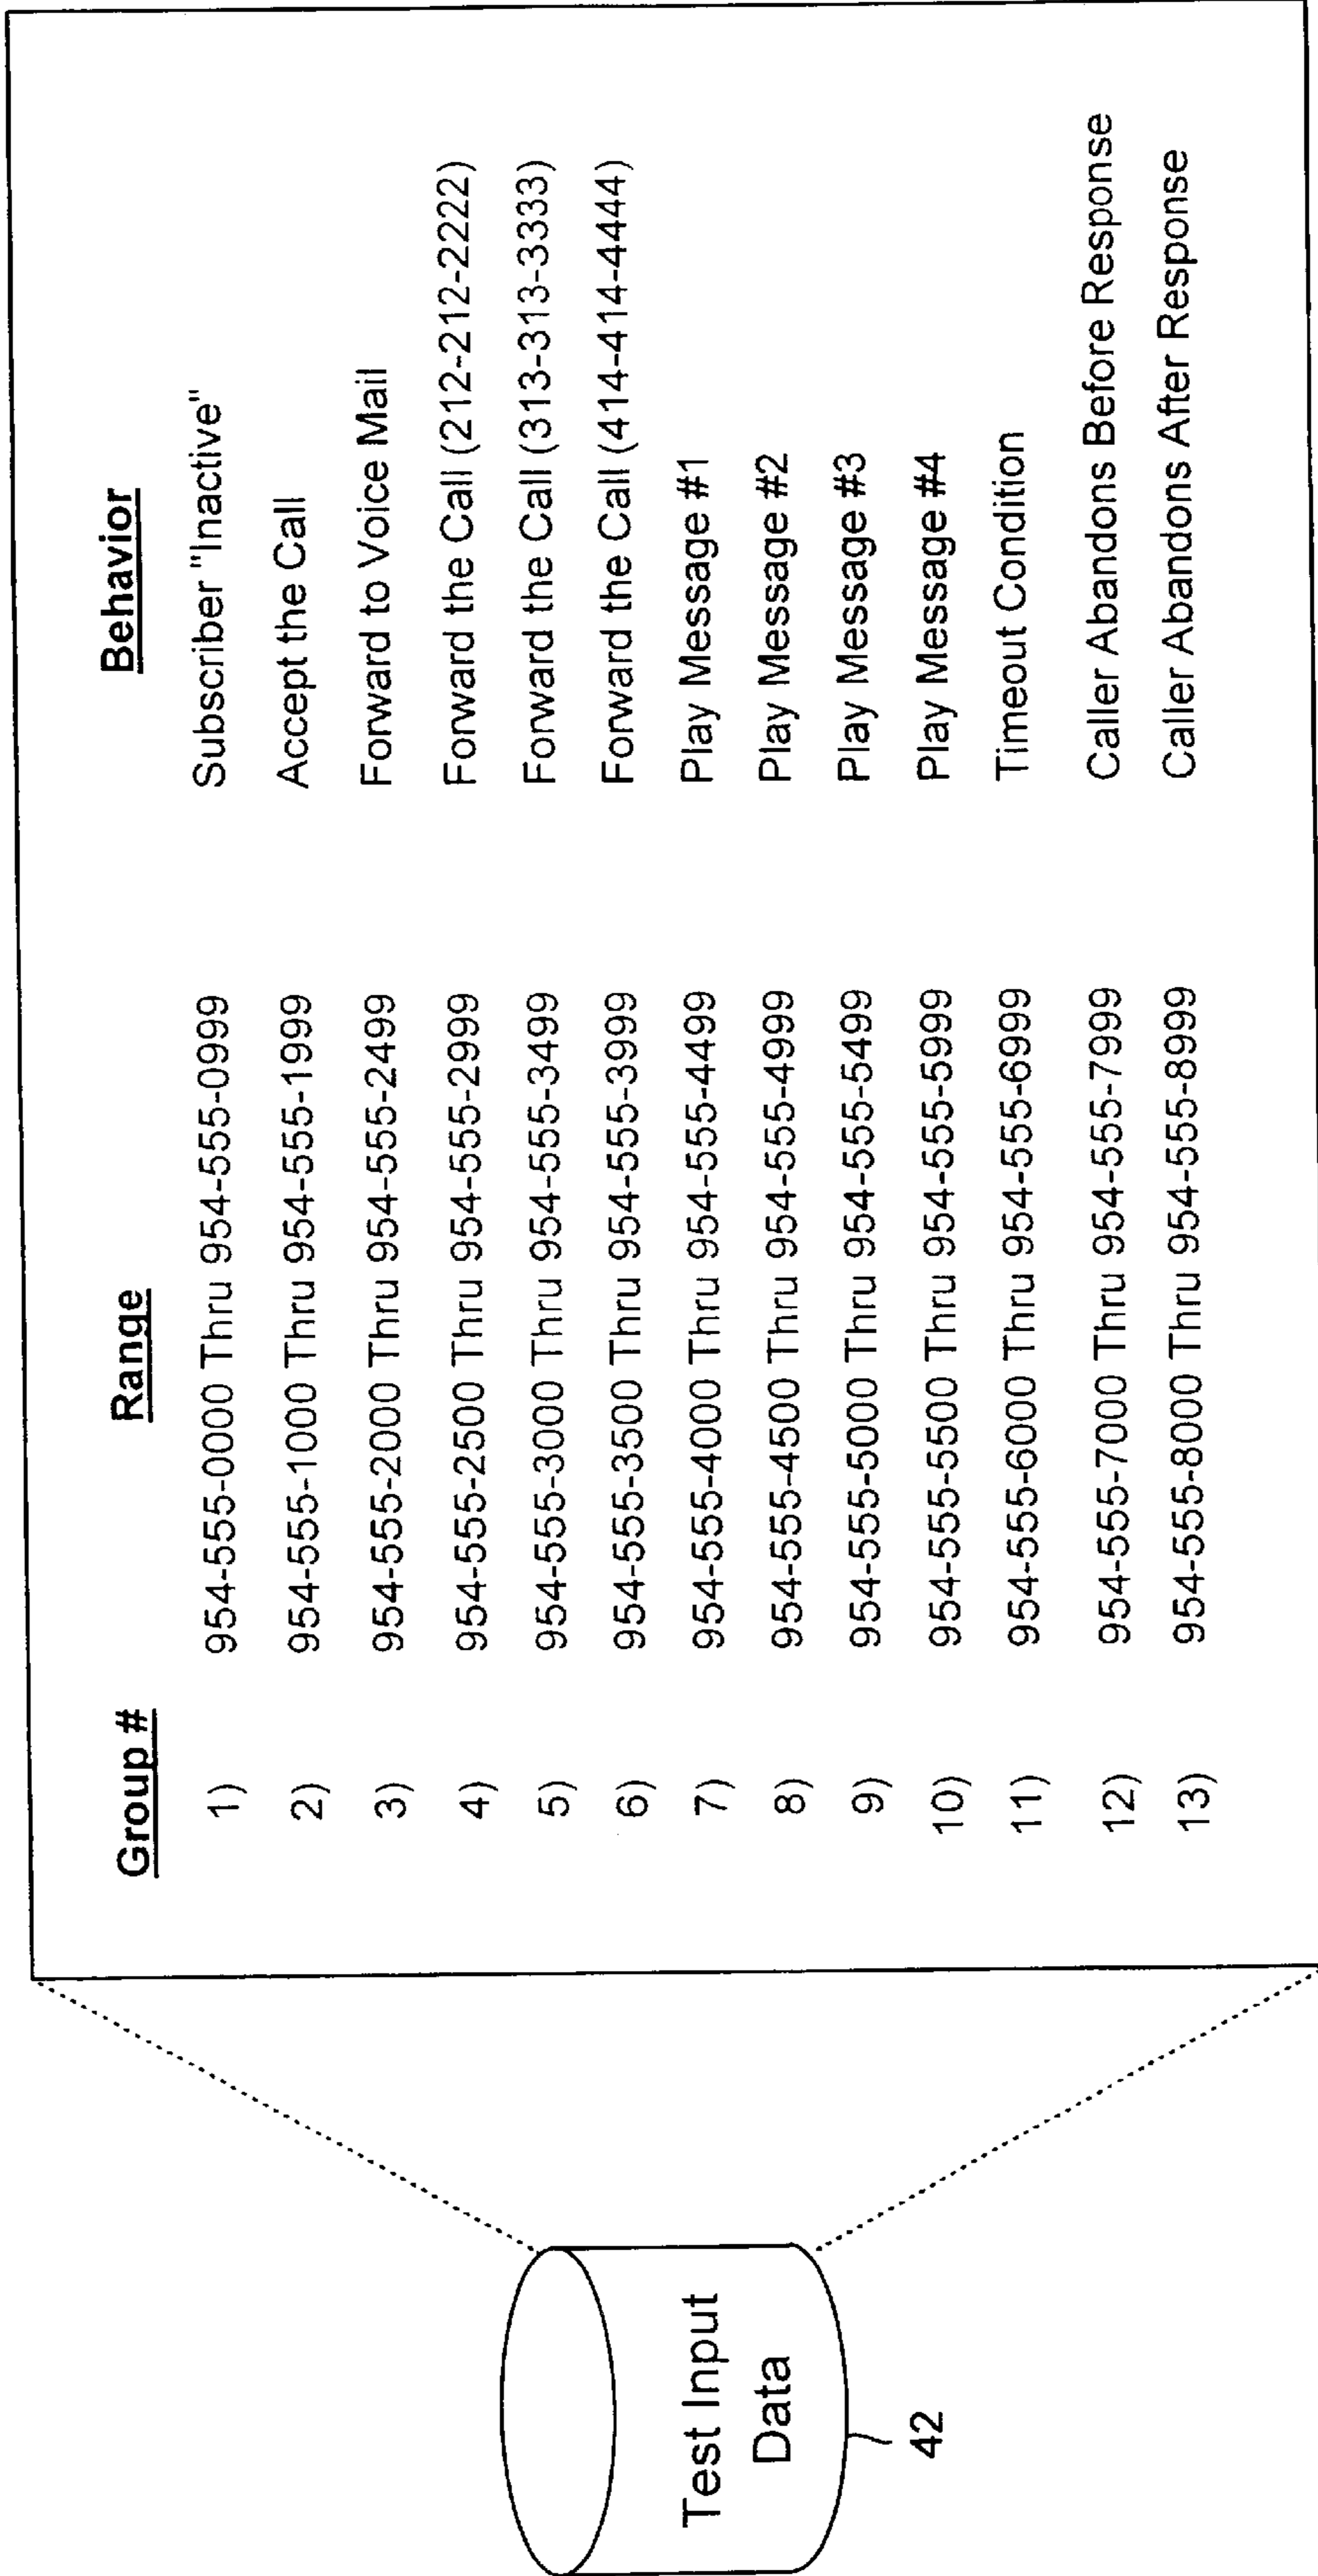 Group # Range Behavior
1) 954-555-0000 Thru 954-555-0999 Subscriber "Inactive"
2) 954-555-1000 Thru 954-555-1999 Accept the Call
3) 954-555-2000 Thru 954-555-2499 Forward to Voice Mail
4) 954-555-2500 Thru 954-555-2999 Forward the Call (212-212-2222)
5) 954-555-3000 Thru 954-555-3499 Forward the Call (313-313-3333)
6) 954-555-3500 Thru 954-555-3999 Forward the Call (414-414-4444)
7) 954-555-4000 Thru 954-555-4499 Play Message #1
8) 954-555-4500 Thru 954-555-4999 Play Message #2
9) 954-555-5000 Thru 954-555-5499 Play Message #3
10) 954-555-5500 Thru 954-555-5999 Play Message #4
11) 954-555-6000 Thru 954-555-6999 Timeout Condition
12) 954-555-7000 Thru 954-555-7999 Caller Abandons Before Response
13) 954-555-8000 Thru 954-555-8999 Caller Abandons After Response
Test Input
Data
42